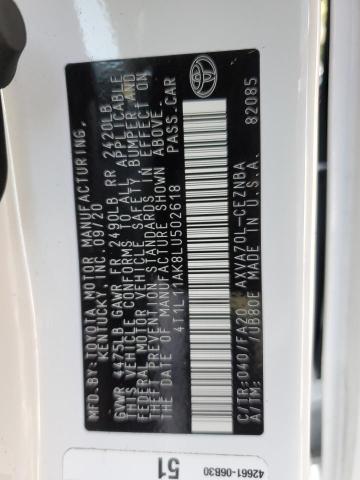 MFD.BY: TOYOTA MOTOR MANUFACTURING,
KENTUCKY, INC. 09/20
GVWR 4475LB GAWR FR 2490LB RR 2420LB
THIS VEHICLE CONFORMS TO ALL APPLICABLE
FEDERAL MOTOR VEHICLE SAFETY, BUMPER AND
THEFT PREVENTION STANDARDS IN EFFECT ON
THE DATE OF MANUFACTURE SHOWN ABOVE.
4T1L11AK8LU502618 PASS.CAR
C/TR:040/FA20 AXVA70L-CEZNBA
A/TM: /UB80E MADE IN U.S.A. 82085
42661-06B30
51